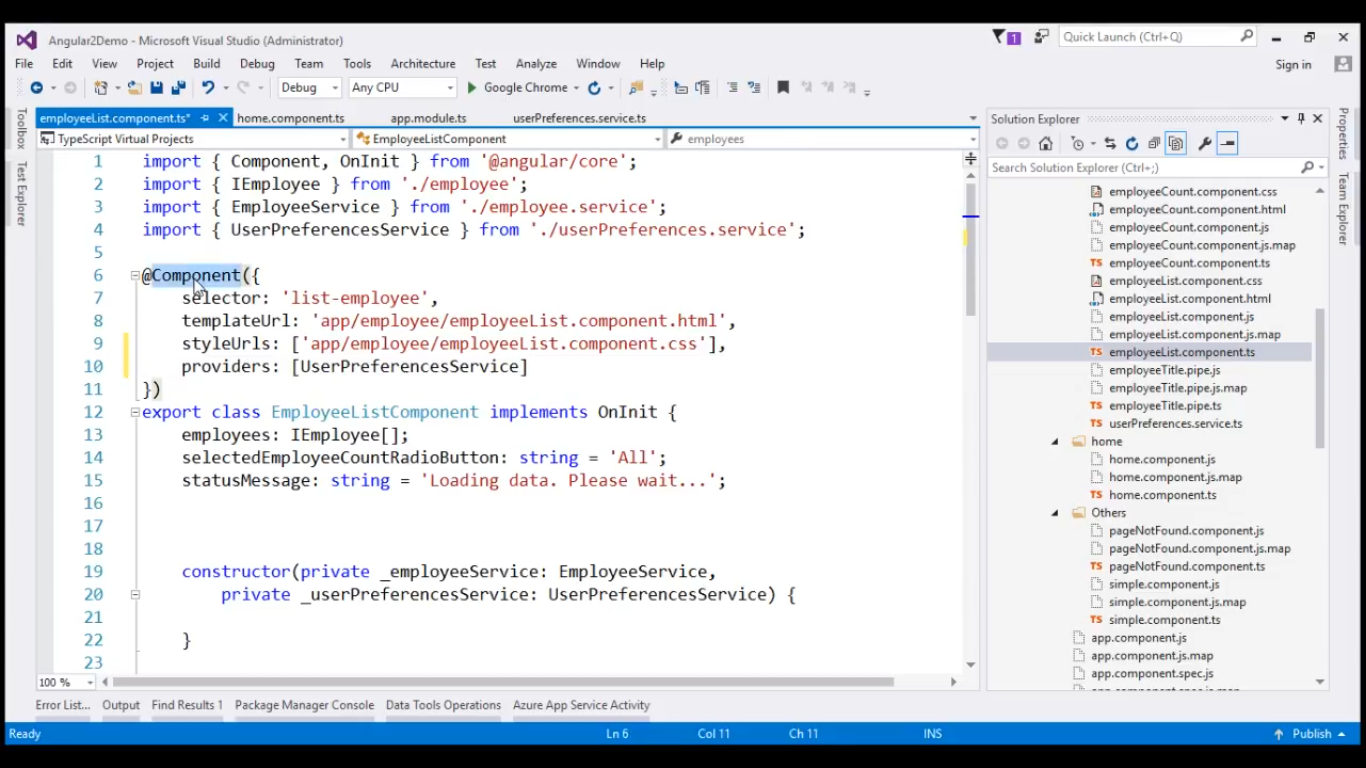 Angular2Demo - Microsoft Visual Studio (Administrator)
1
Quick Launch (Ctrl+Q)
File Edit View Project Build Debug Team Tools Architecture Test Analyze Window Help
Sign in
Debug Any CPU Google Chrome
Toolbox
Test Explorer
employeeList.component.ts* home.component.ts app.module.ts userPreferences.service.ts
TypeScript Virtual Projects EmployeeListComponent employees
1 import { Component, OnInit } from '@angular/core';
2 import { IEmployee } from './employee';
3 import { EmployeeService } from './employee.service';
4 import { UserPreferencesService } from './userPreferences.service';
5
6 @Component({
7 selector: 'list-employee',
8 templateUrl: 'app/employee/employeeList.component.html',
9 styleUrls: ['app/employee/employeeList.component.css'],
10 providers: [UserPreferencesService]
11 })
12 export class EmployeeListComponent implements OnInit {
13 employees: IEmployee[];
14 selectedEmployeeCountRadioButton: string = 'All';
15 statusMessage: string = 'Loading data. Please wait...';
16
17
18
19 constructor(private _employeeService: EmployeeService,
20 private _userPreferencesService: UserPreferencesService) {
21
22 }
23
100 %
Solution Explorer
Search Solution Explorer (Ctrl+;)
employeeCount.component.css
employeeCount.component.html
employeeCount.component.js
employeeCount.component.js.map
TS employeeCount.component.ts
employeeList.component.css
employeeList.component.html
employeeList.component.js
employeeList.component.js.map
TS employeeList.component.ts
employeeTitle.pipe.js
employeeTitle.pipe.js.map
TS employeeTitle.pipe.ts
TS userPreferences.service.ts
home
home.component.js
home.component.js.map
TS home.component.ts
Others
pageNotFound.component.js
pageNotFound.component.js.map
TS pageNotFound.component.ts
simple.component.js
simple.component.js.map
TS simple.component.ts
app.component.js
app.component.js.map
app.component.spec.js
Properties
Team Explorer
Error List... Output Find Results 1 Package Manager Console Data Tools Operations Azure App Service Activity
Ready Ln 6 Col 11 Ch 11 INS Publish